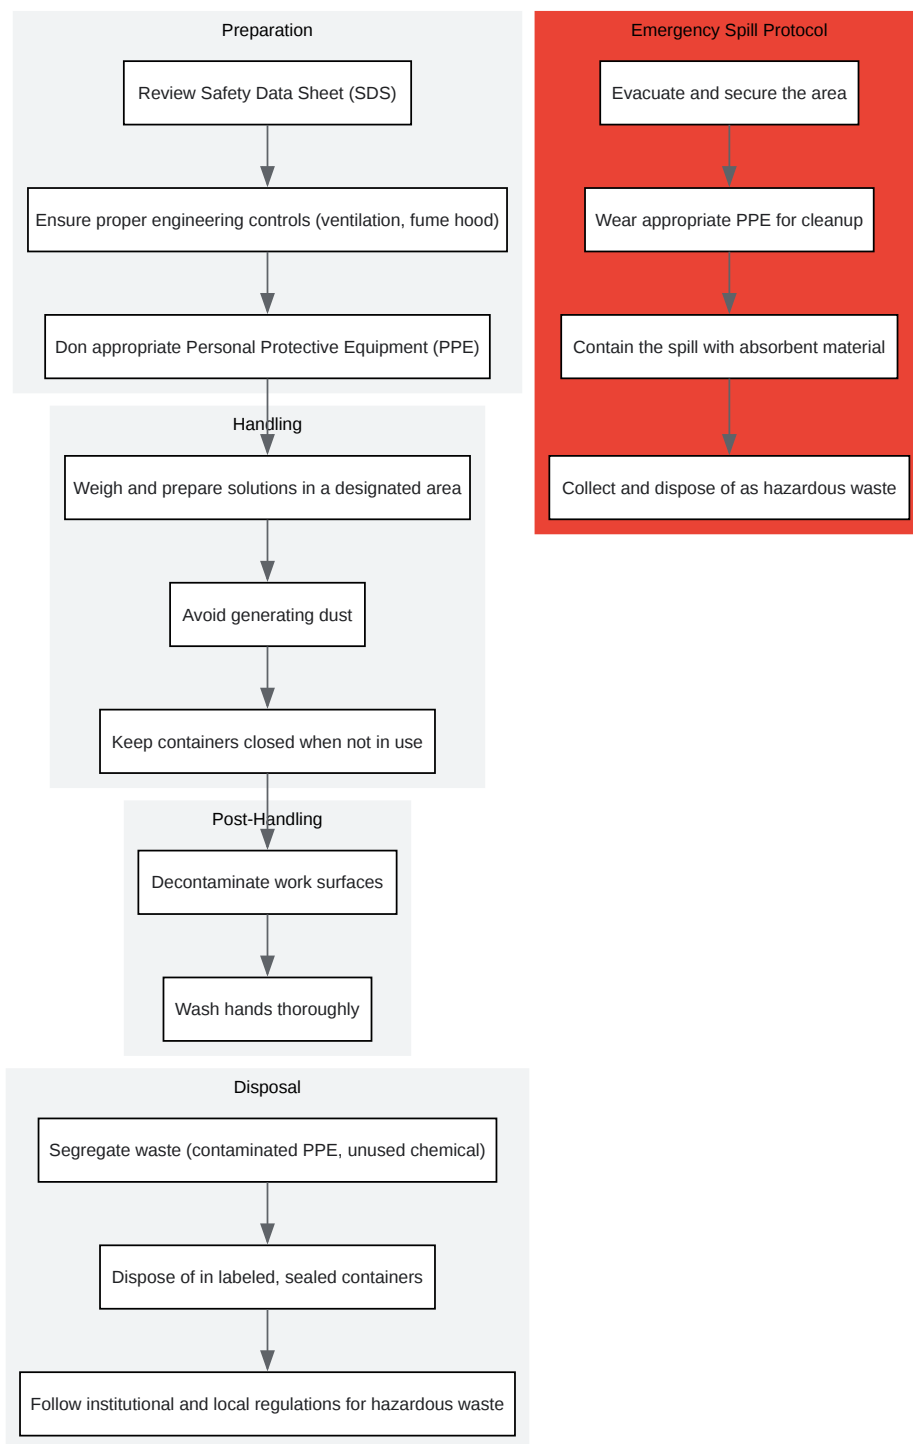 Preparation
Review Safety Data Sheet (SDS)
Ensure proper engineering controls (ventilation, fume hood)
Don appropriate Personal Protective Equipment (PPE)
Handling
Weigh and prepare solutions in a designated area
Avoid generating dust
Keep containers closed when not in use
Post-Handling
Decontaminate work surfaces
Wash hands thoroughly
Disposal
Segregate waste (contaminated PPE, unused chemical)
Dispose of in labeled, sealed containers
Follow institutional and local regulations for hazardous waste
Emergency Spill Protocol
Evacuate and secure the area
Wear appropriate PPE for cleanup
Contain the spill with absorbent material
Collect and dispose of as hazardous waste